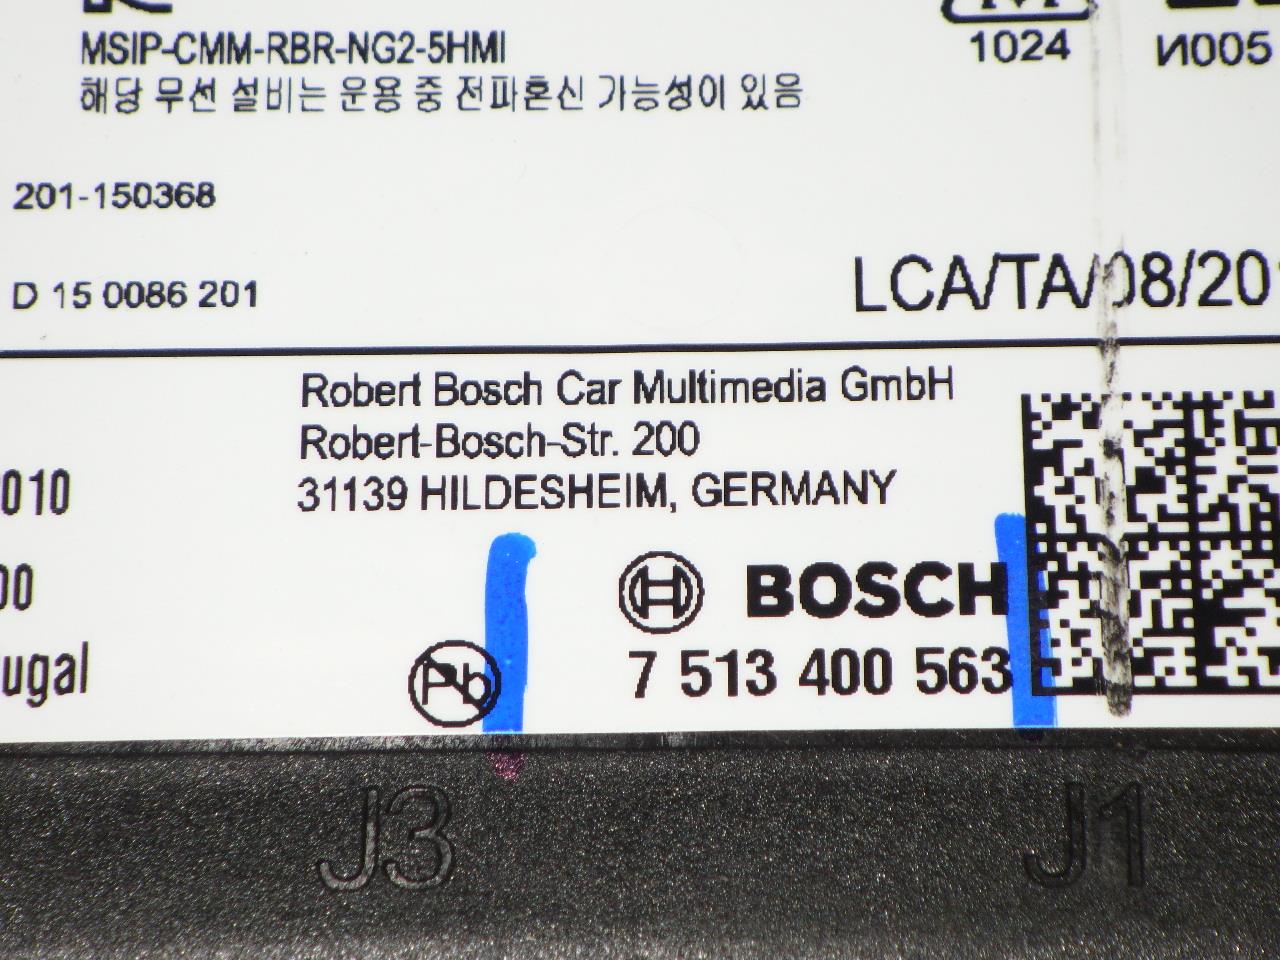 MSIP-CMM-RBR-NG2-5HMI
해당 무선 설비는 운용 중 전파혼신 가능성이 있음
1024
И005
201-150368
D 15 0086 201
LCA/TA/08/201
Robert Bosch Car Multimedia GmbH
Robert-Bosch-Str. 200
31139 HILDESHEIM, GERMANY
010
00
ugal
Pb
BOSCH
7 513 400 563
J3
J1